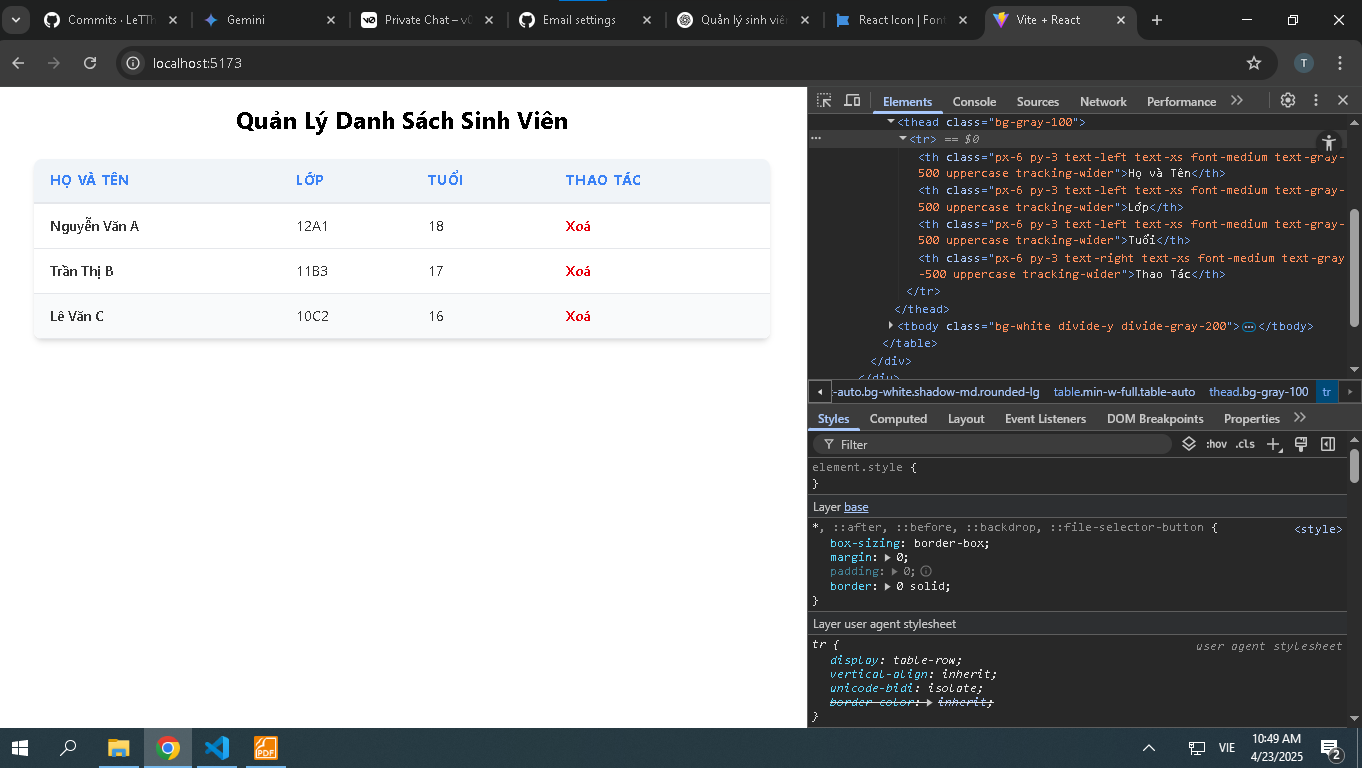 Commits · LeTTh
Gemini
Private Chat – v0
Email settings
Quản lý sinh viên
React Icon | Font
Vite + React
localhost:5173
T
Quản Lý Danh Sách Sinh Viên
HỌ VÀ TÊN LỚP TUỔI THAO TÁC
Nguyễn Văn A 12A1 18 Xoá
Trần Thị B 11B3 17 Xoá
Lê Văn C 10C2 16 Xoá
Elements Console Sources Network Performance
<thead class="bg-gray-100">
<tr> == $0
<th class="px-6 py-3 text-left text-xs font-medium text-gray-
500 uppercase tracking-wider">Họ và Tên</th>
<th class="px-6 py-3 text-left text-xs font-medium text-gray-
500 uppercase tracking-wider">Lớp</th>
<th class="px-6 py-3 text-left text-xs font-medium text-gray-
500 uppercase tracking-wider">Tuổi</th>
<th class="px-6 py-3 text-right text-xs font-medium text-gray
-500 uppercase tracking-wider">Thao Tác</th>
</tr>
</thead>
<tbody class="bg-white divide-y divide-gray-200">…</tbody>
</table>
</div>
</div>
-auto.bg-white.shadow-md.rounded-lg table.min-w-full.table-auto thead.bg-gray-100 tr
Styles Computed Layout Event Listeners DOM Breakpoints Properties
Filter :hov .cls
element.style {
}
Layer base
*, ::after, ::before, ::backdrop, ::file-selector-button { <style>
box-sizing: border-box;
margin: 0;
padding: 0;
border: 0 solid;
}
Layer user agent stylesheet
tr { user agent stylesheet
display: table-row;
vertical-align: inherit;
unicode-bidi: isolate;
border-color: inherit;
}
PDF
VIE
10:49 AM
4/23/2025
2